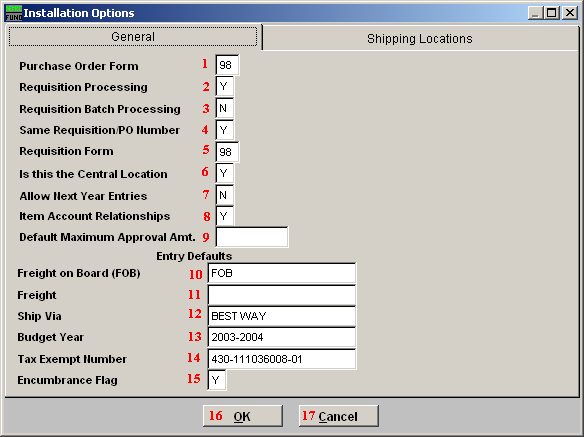 FUND Installation Options
General Shipping Locations
Purchase Order Form 1 98
Requisition Processing 2 Y
Requisition Batch Processing 3 N
Same Requisition/PO Number 4 Y
Requisition Form 5 98
Is this the Central Location 6 Y
Allow Next Year Entries 7 N
Item Account Relationships 8 Y
Default Maximum Approval Amt. 9
Entry Defaults
Freight on Board (FOB) 10 FOB
Freight 11
Ship Via 12 BEST WAY
Budget Year 13 2003-2004
Tax Exempt Number 14 430-111036008-01
Encumbrance Flag 15 Y
16 OK 17 Cancel